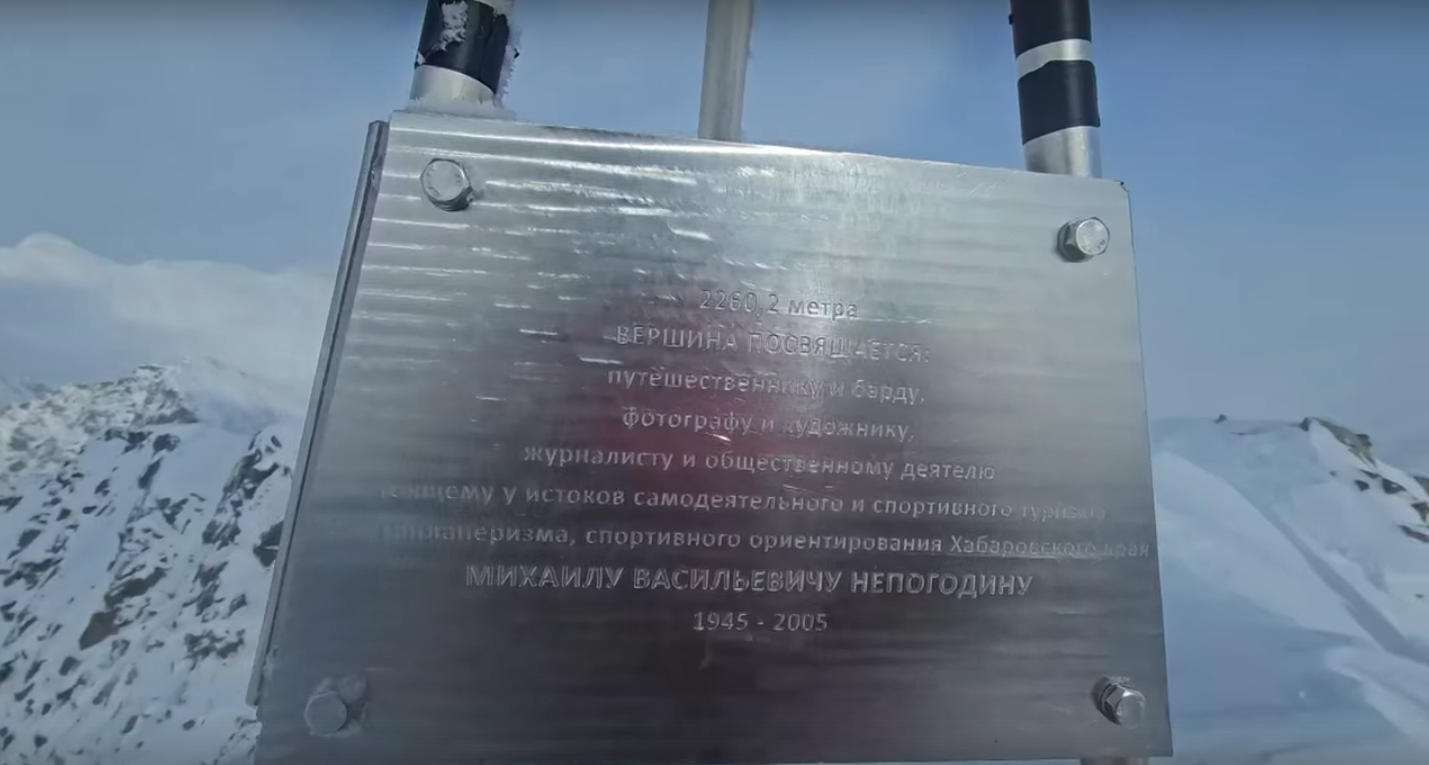 2260,2 метра
ВЕРШИНА ПОСВЯЩАЕТСЯ:
путешественнику и барду,
фотографу и художнику,
журналисту и общественному деятелю
у истоков самодеятельного и спортивного туризма
спортивного ориентирования Хабаровского края
МИХАИЛУ ВАСИЛЬЕВИЧУ НЕПОГОДИНУ
1945 - 2005